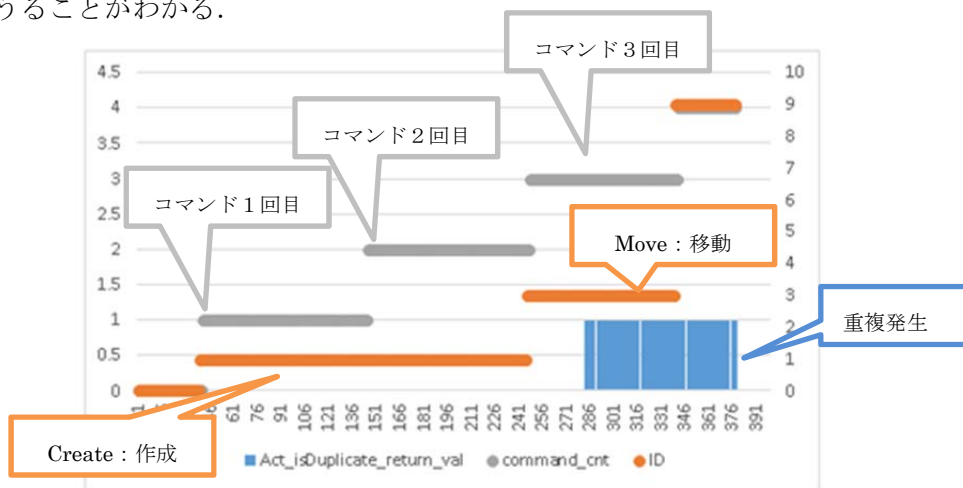 うることがわかる．
コマンド３回目
コマンド２回目
コマンド１回目
Move：移動
重複発生
Create：作成
4.5
4
3.5
3
2.5
2
1.5
1
0.5
0
10
9
8
7
6
5
4
3
2
1
0
61 76 91 106 121 136 151 166 181 196 211 226 241 256 271 286 301 316 331 346 361 376 391
Act_isDuplicate_return_val command_cnt ID